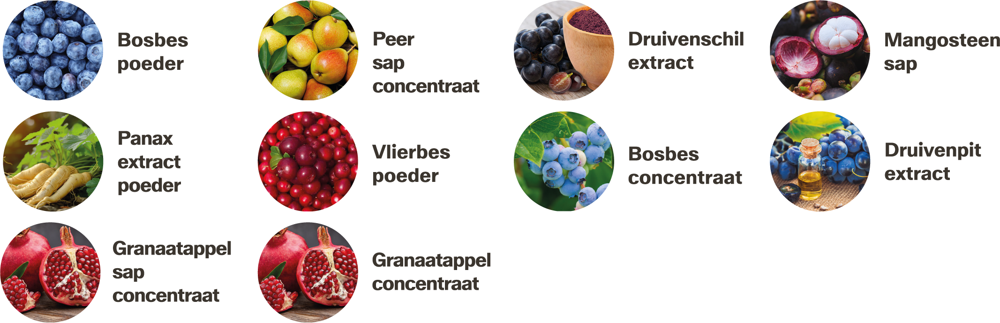 Bosbes
poeder
Peer
sap
concentraat
Druivenschil
extract
Mangosteen
sap
Panax
extract
poeder
Vlierbes
poeder
Bosbes
concentraat
Druivenpit
extract
Granaatappel
sap
concentraat
Granaatappel
concentraat